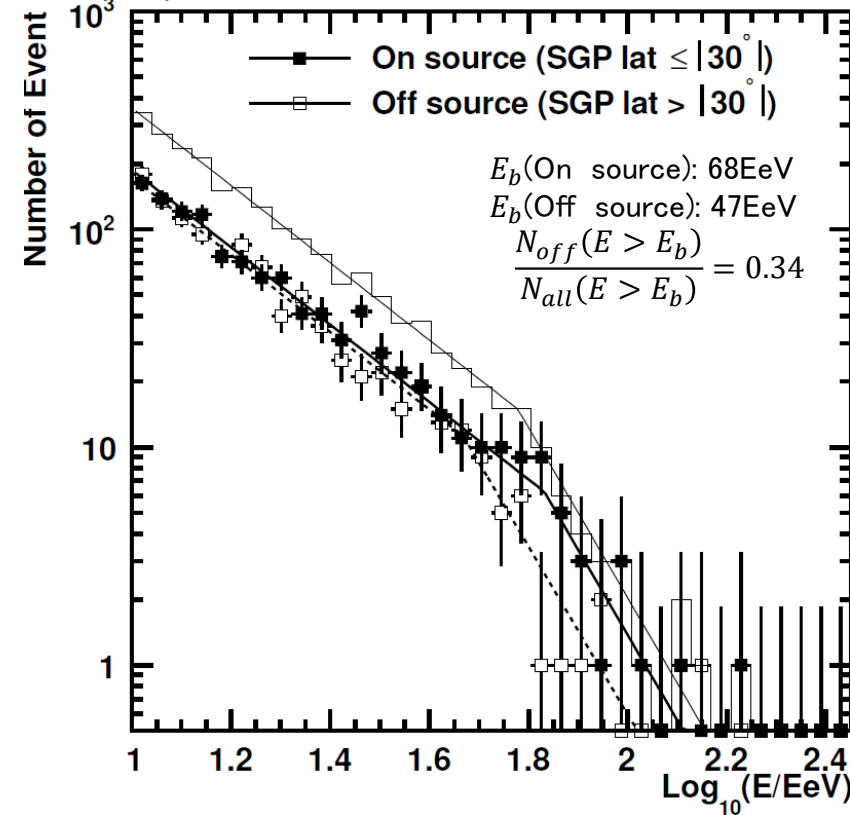 10³
Number of Event
On source (SGP lat ≤ |30°|)
Off source (SGP lat > |30°|)
E_b(On source): 68EeV
E_b(Off source): 47EeV
N_off(E > E_b)
= 0.34
N_all(E > E_b)
10²
10
1
1 1.2 1.4 1.6 1.8 2 2.2 2.4
Log₁₀(E/EeV)